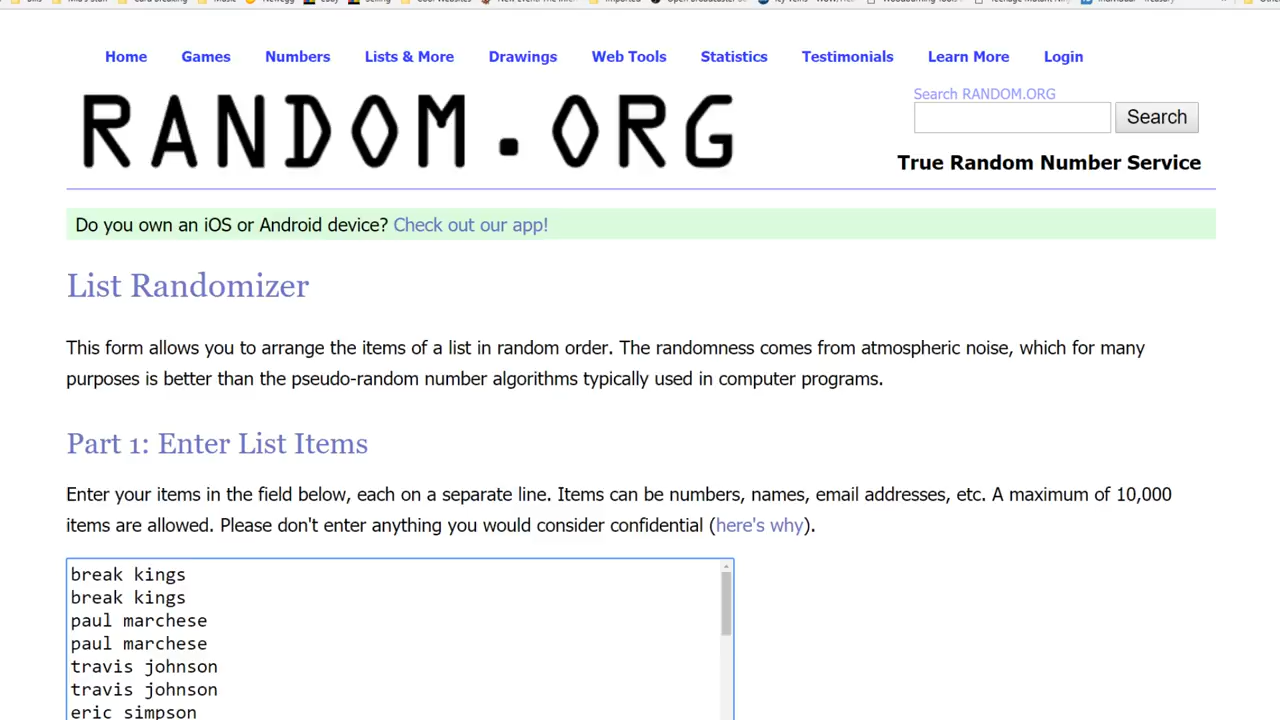 Home Games Numbers Lists & More Drawings Web Tools Statistics Testimonials Learn More Login
RANDOM.ORG
Search RANDOM.ORG
Search
True Random Number Service
Do you own an iOS or Android device? Check out our app!
List Randomizer
This form allows you to arrange the items of a list in random order. The randomness comes from atmospheric noise, which for many
purposes is better than the pseudo-random number algorithms typically used in computer programs.
Part 1: Enter List Items
Enter your items in the field below, each on a separate line. Items can be numbers, names, email addresses, etc. A maximum of 10,000
items are allowed. Please don't enter anything you would consider confidential (here's why).
break kings
break kings
paul marchese
paul marchese
travis johnson
travis johnson
eric simpson